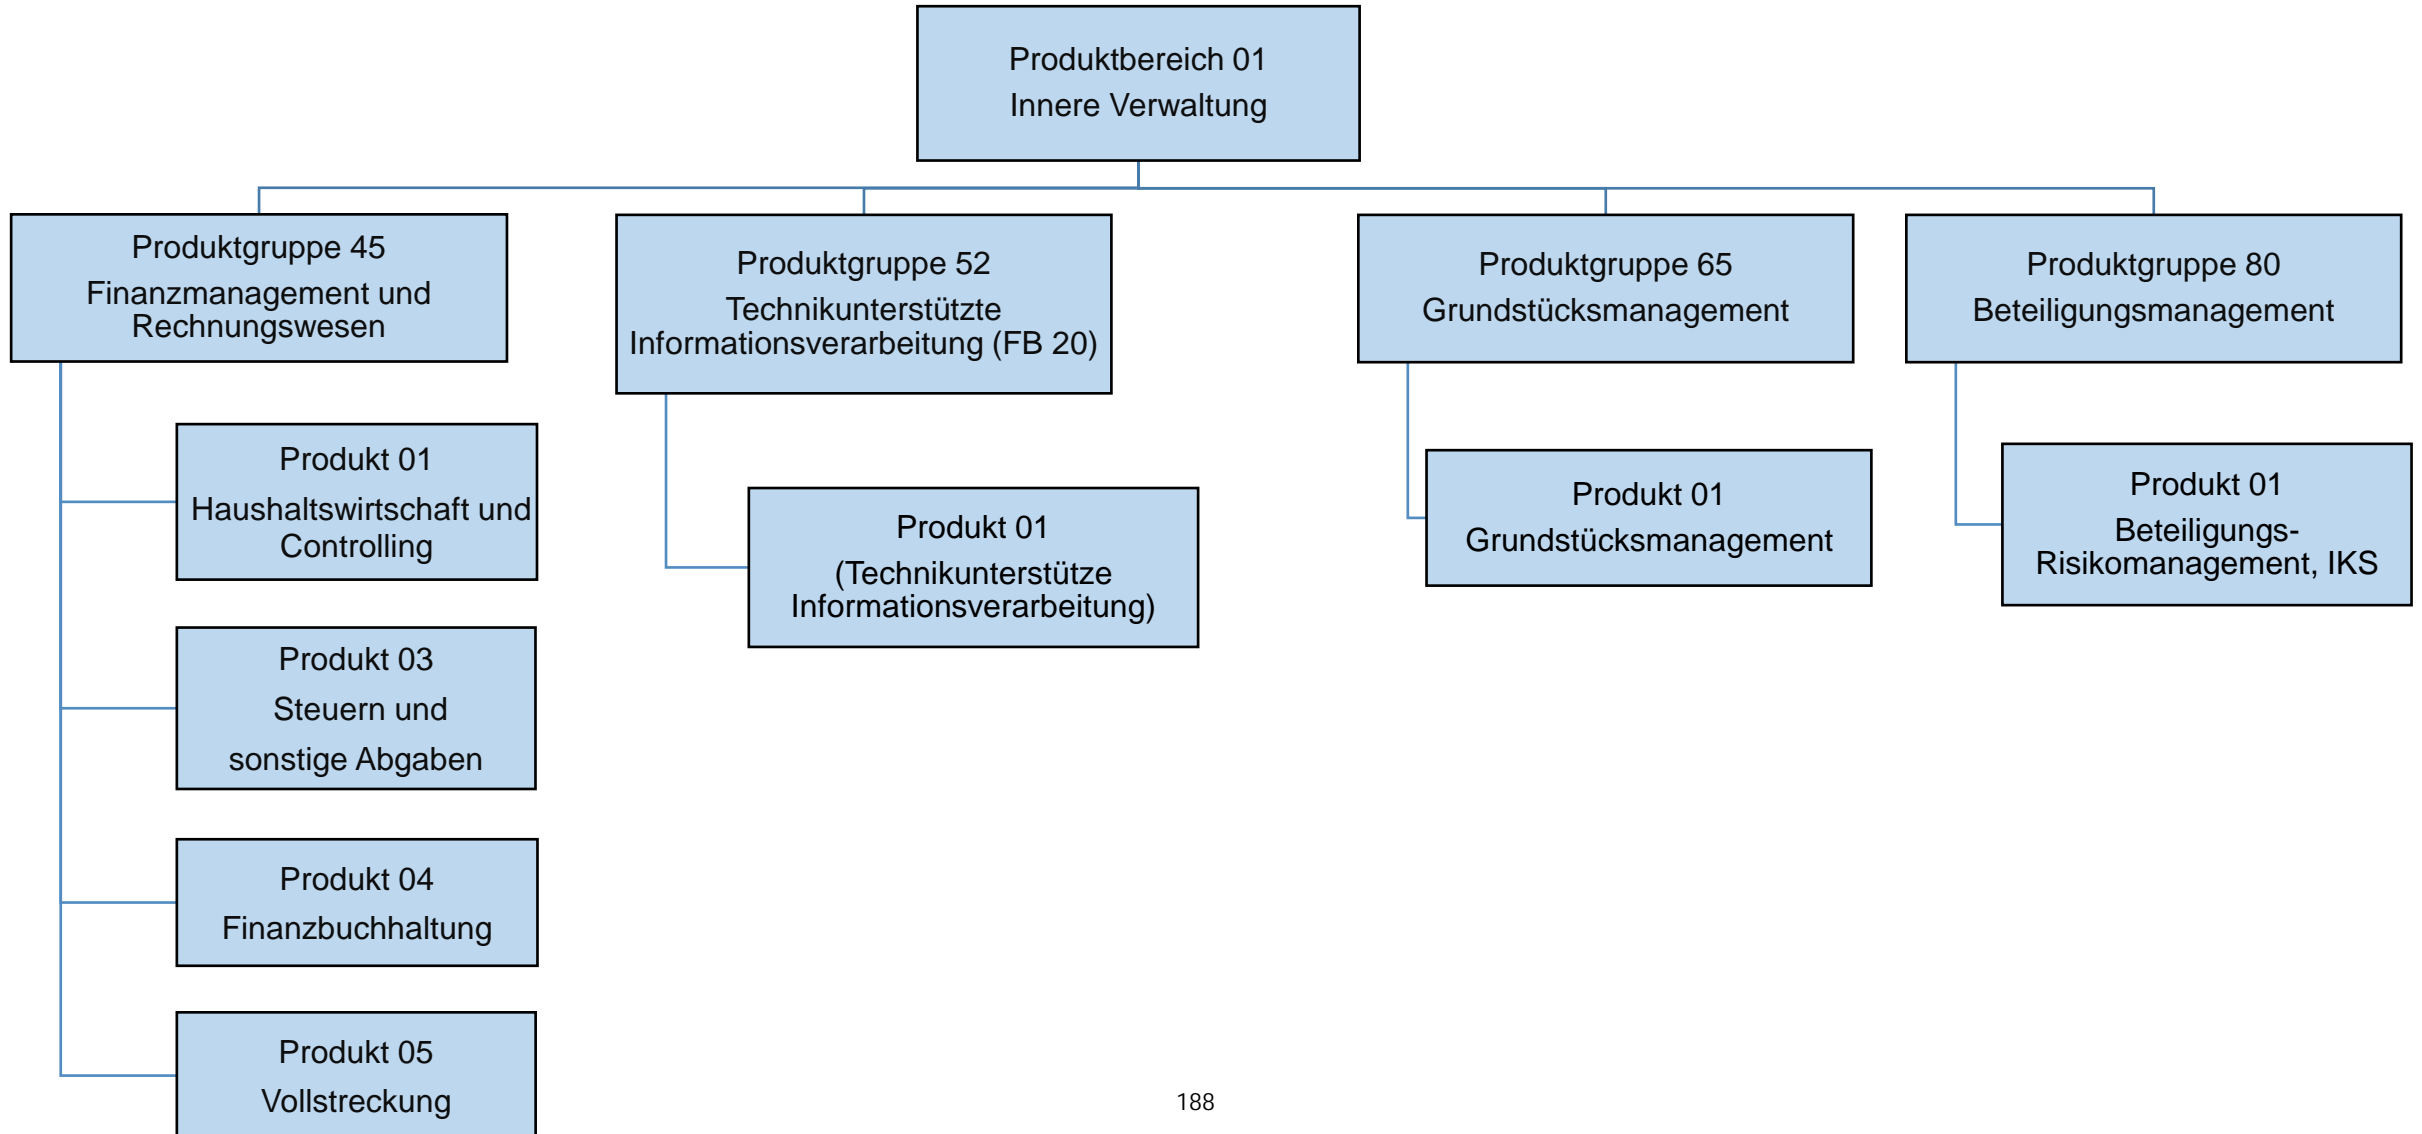 Produktbereich 01
Innere Verwaltung
Produktgruppe 45
Finanzmanagement und
Rechnungswesen
Produktgruppe 52
Technikunterstützte
Informationsverarbeitung (FB 20)
Produktgruppe 65
Grundstücksmanagement
Produktgruppe 80
Beteiligungsmanagement
Produkt 01
Haushaltswirtschaft und
Controlling
Produkt 03
Steuern und
sonstige Abgaben
Produkt 04
Finanzbuchhaltung
Produkt 05
Vollstreckung
Produkt 01
(Technikunterstütze
Informationsverarbeitung)
Produkt 01
Grundstücksmanagement
Produkt 01
Beteiligungs-
Risikomanagement, IKS
188